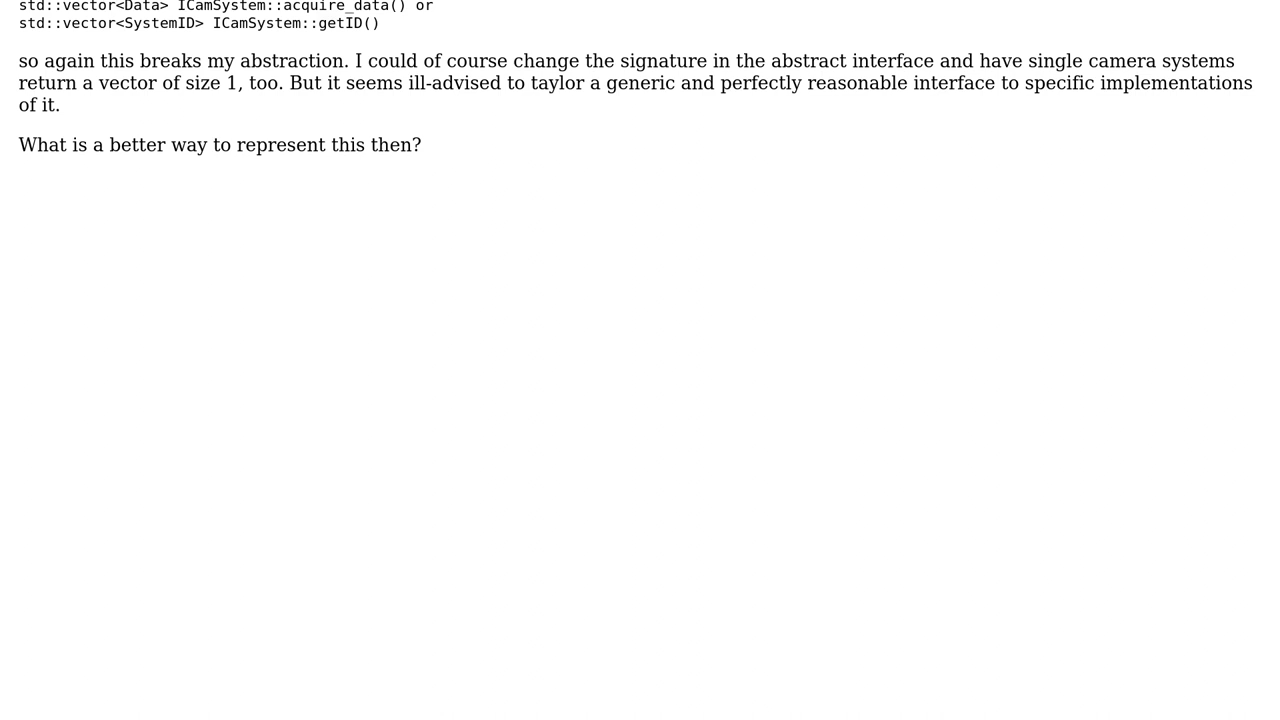 std::vector<Data> ICamSystem::acquire_data() or
std::vector<SystemID> ICamSystem::getID()
so again this breaks my abstraction. I could of course change the signature in the abstract interface and have single camera systems
return a vector of size 1, too. But it seems ill-advised to taylor a generic and perfectly reasonable interface to specific implementations
of it.
What is a better way to represent this then?